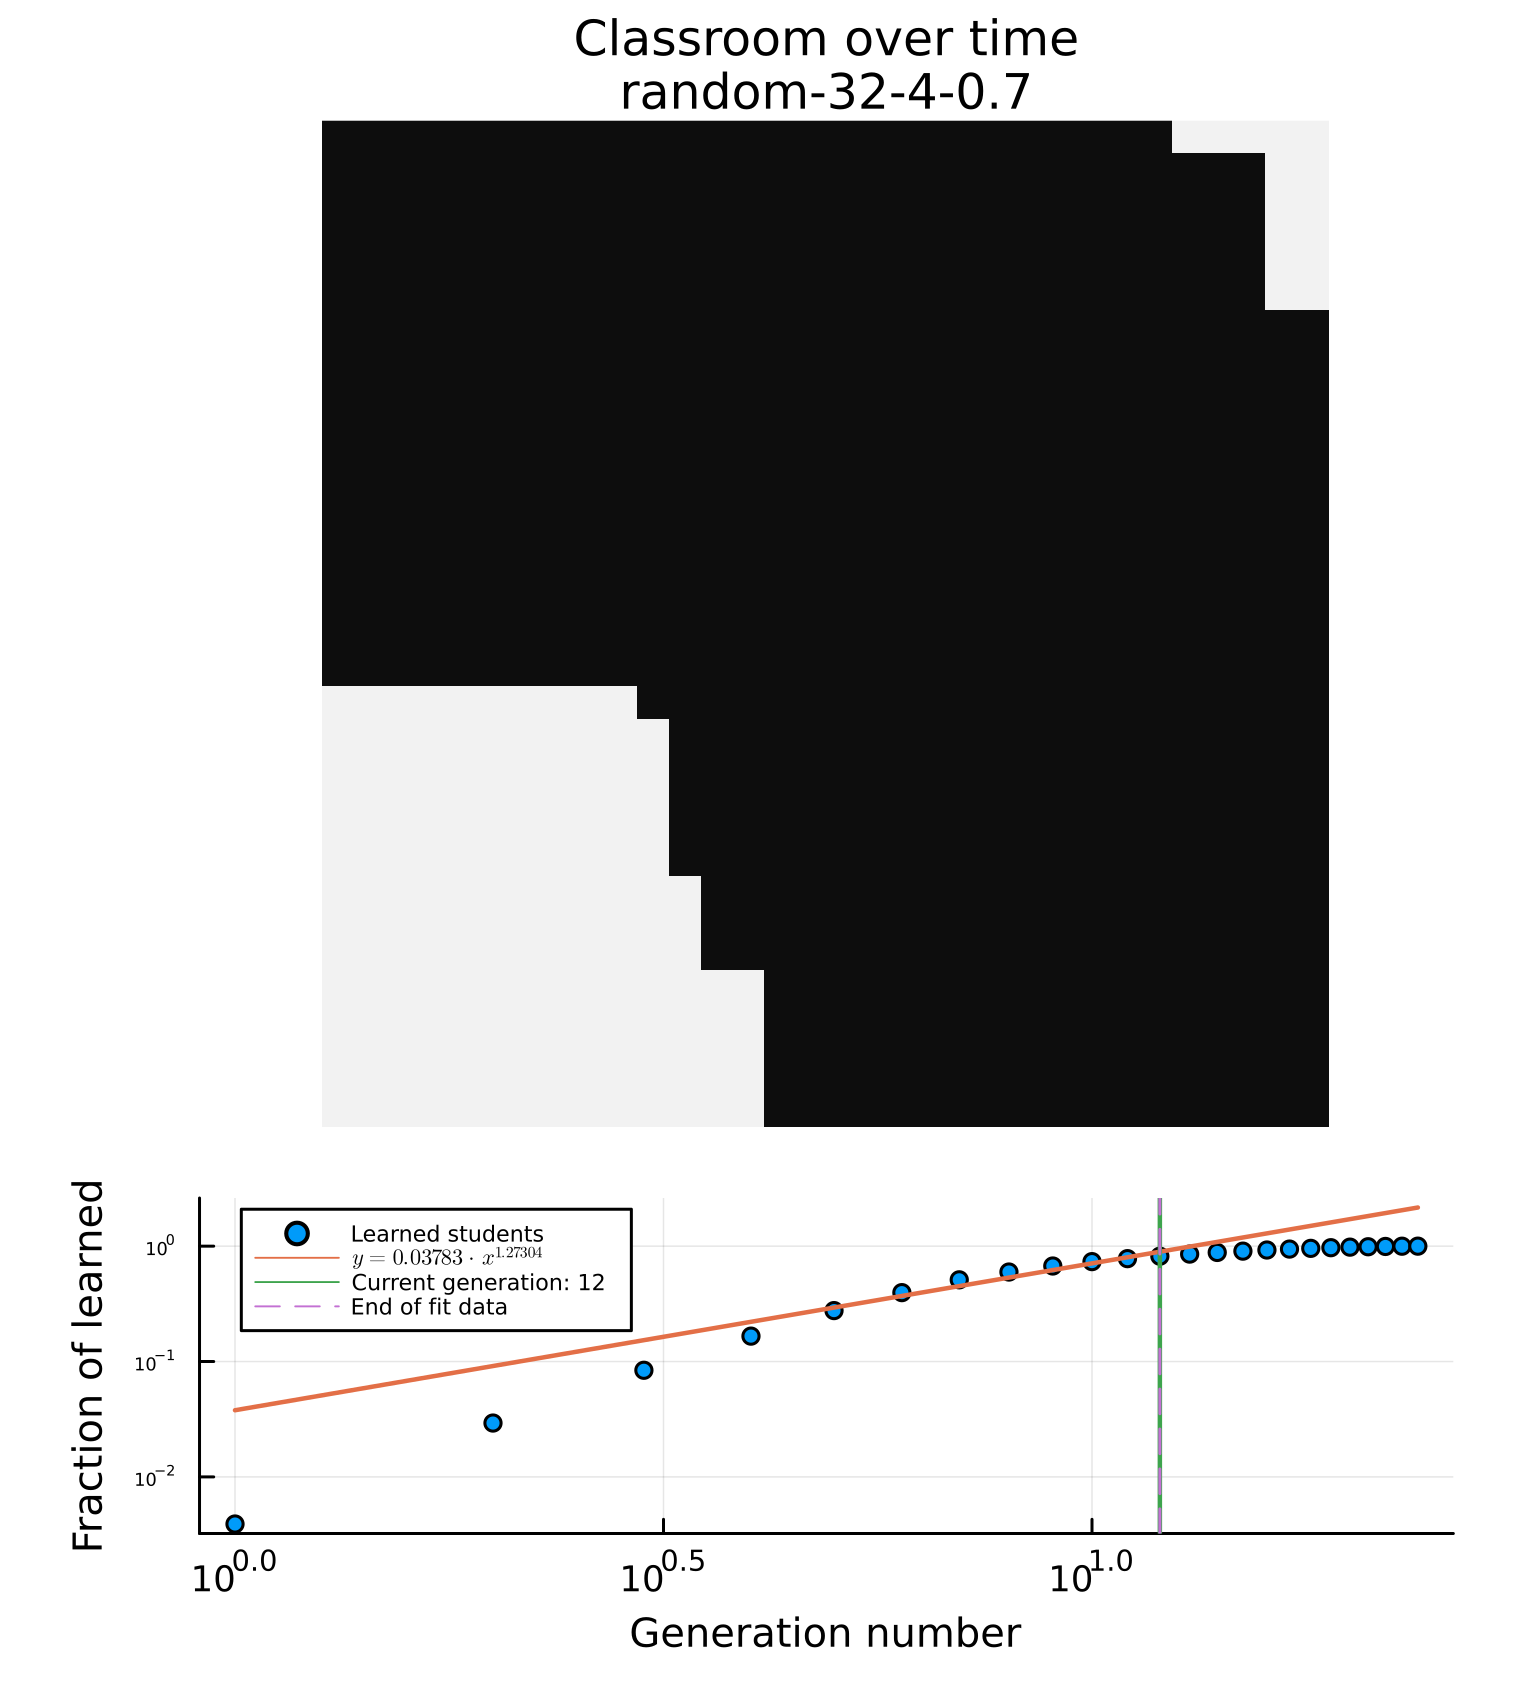 Classroom over time
random-32-4-0.7
Fraction of learned
10^0
10^-1
10^-2
Learned students
y = 0.03783 · x^1.27304
Current generation: 12
End of fit data
10^0.0
10^0.5
10^1.0
Generation number